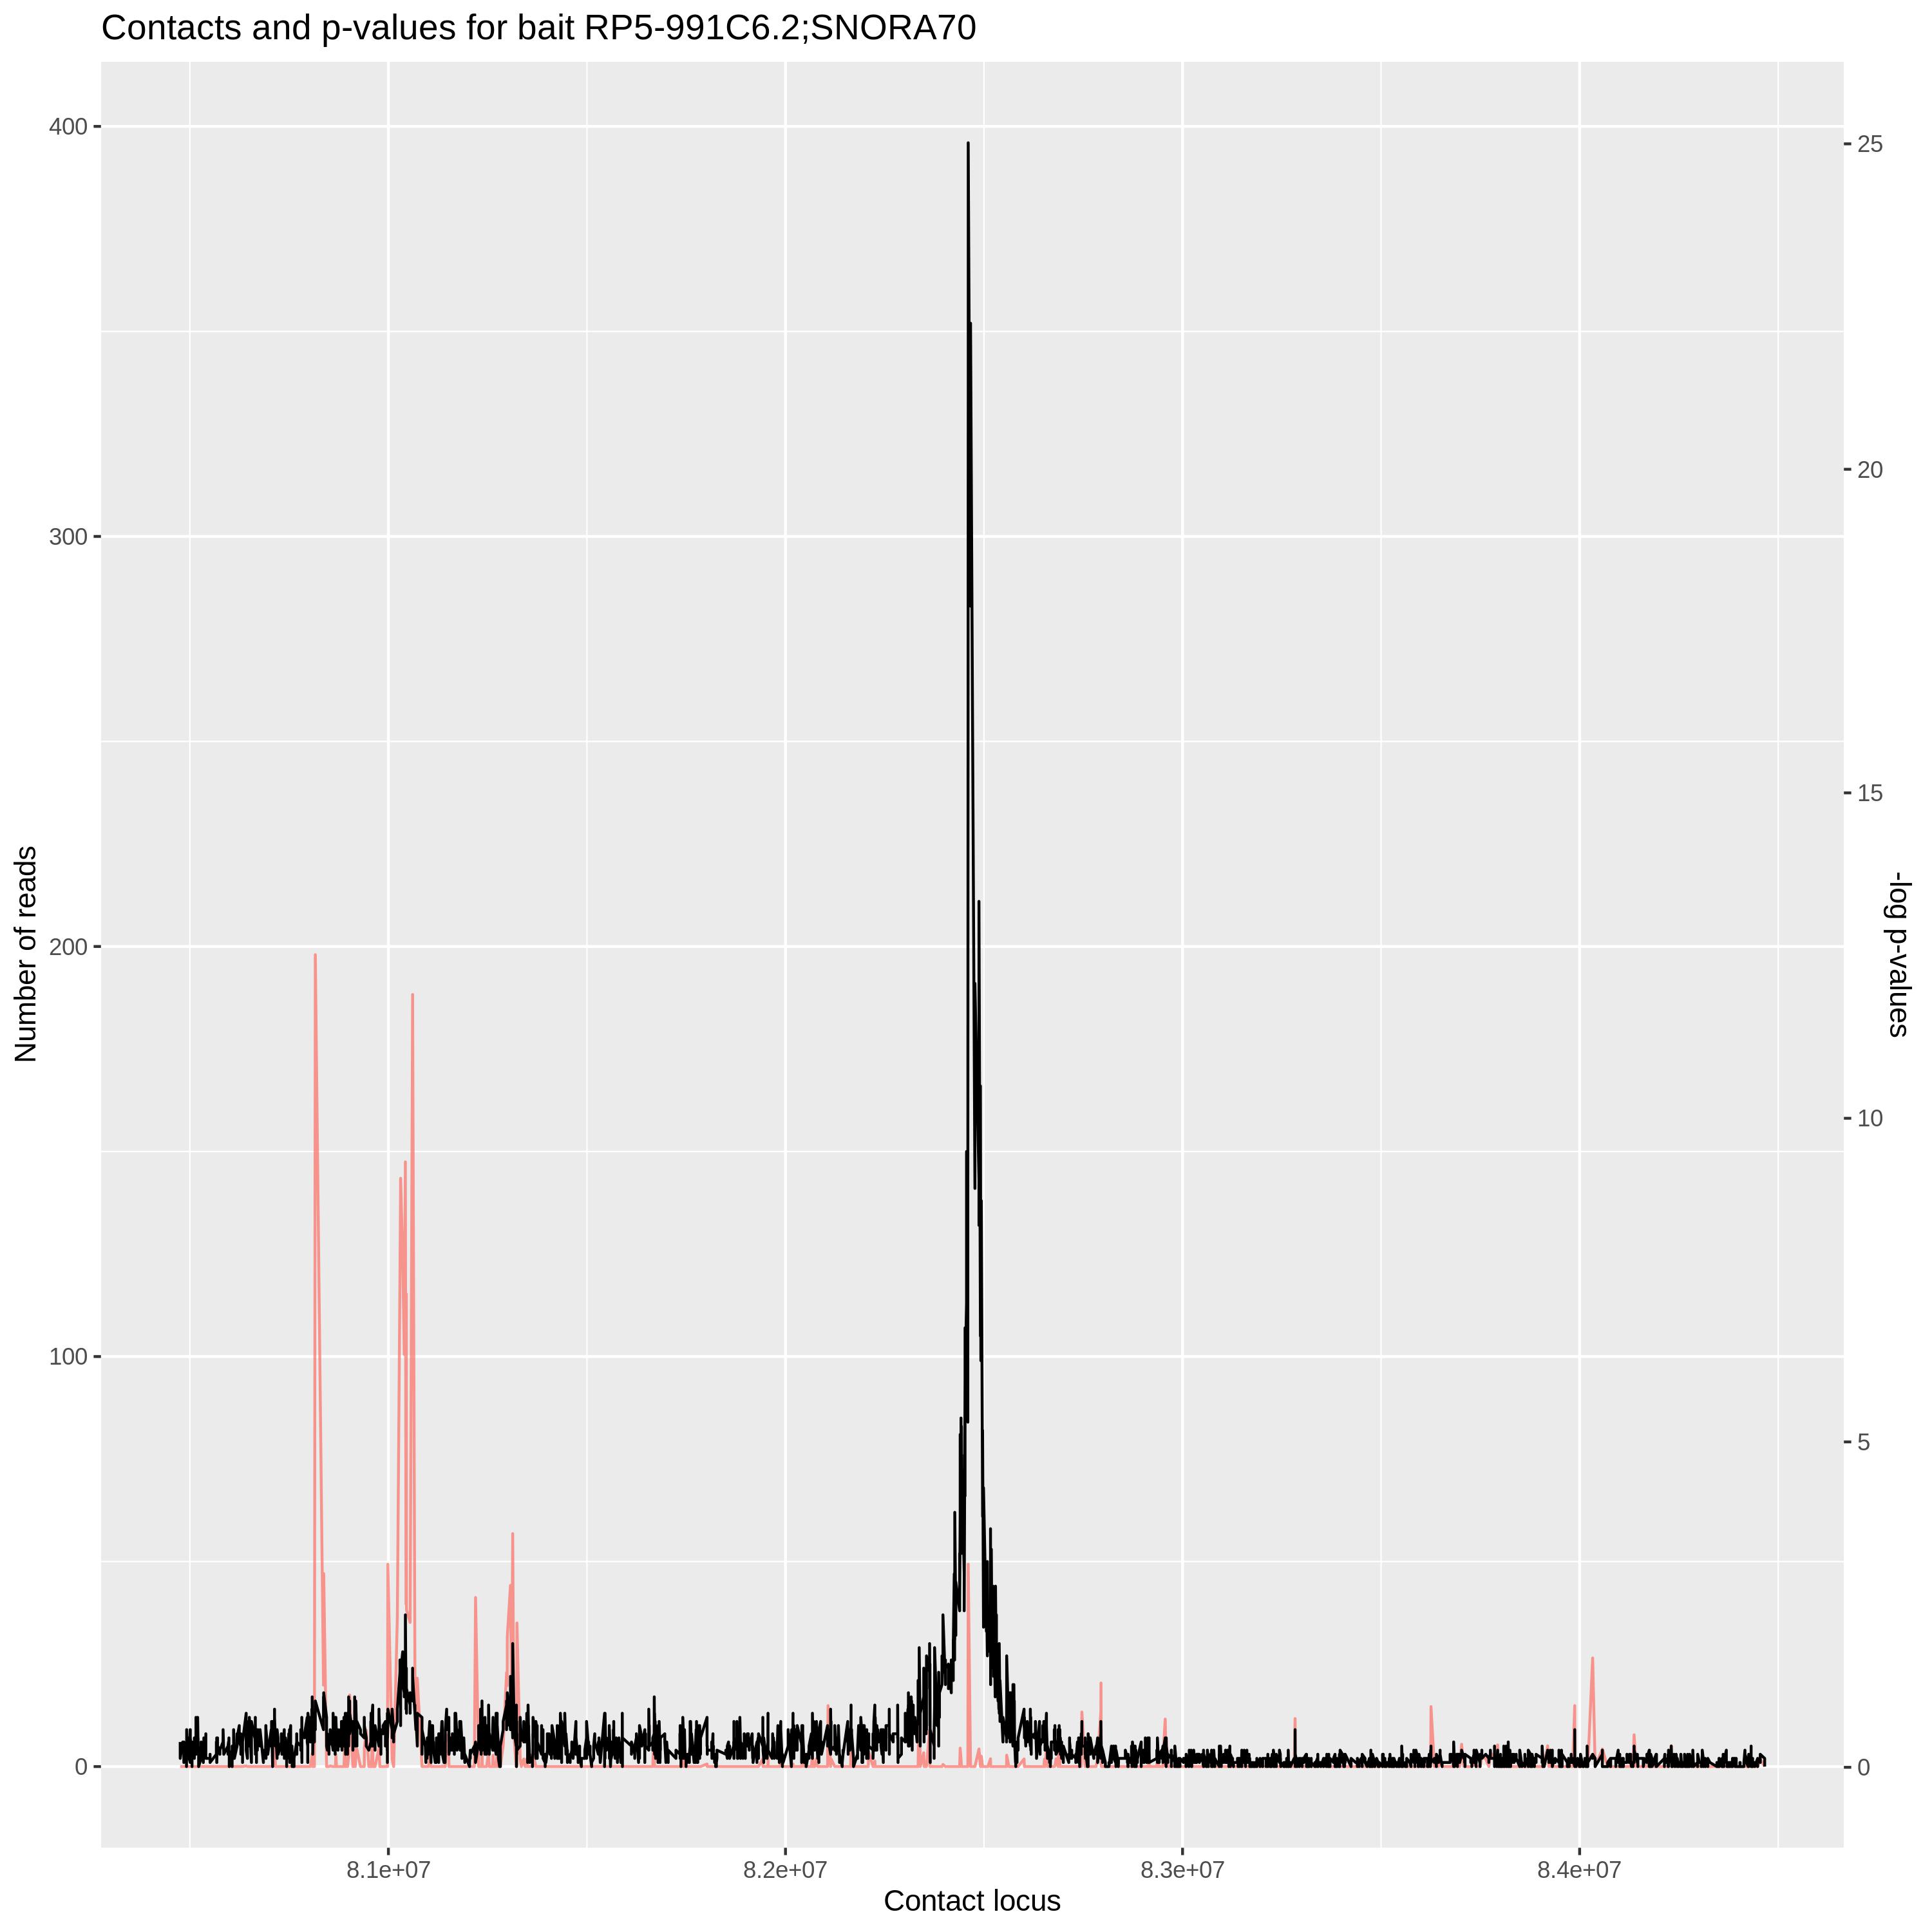 Contacts and p-values for bait RP5-991C6.2;SNORA70
400
300
200
100
0
Number of reads
25
20
15
10
5
0
-log p-values
8.1e+07
8.2e+07
8.3e+07
8.4e+07
Contact locus